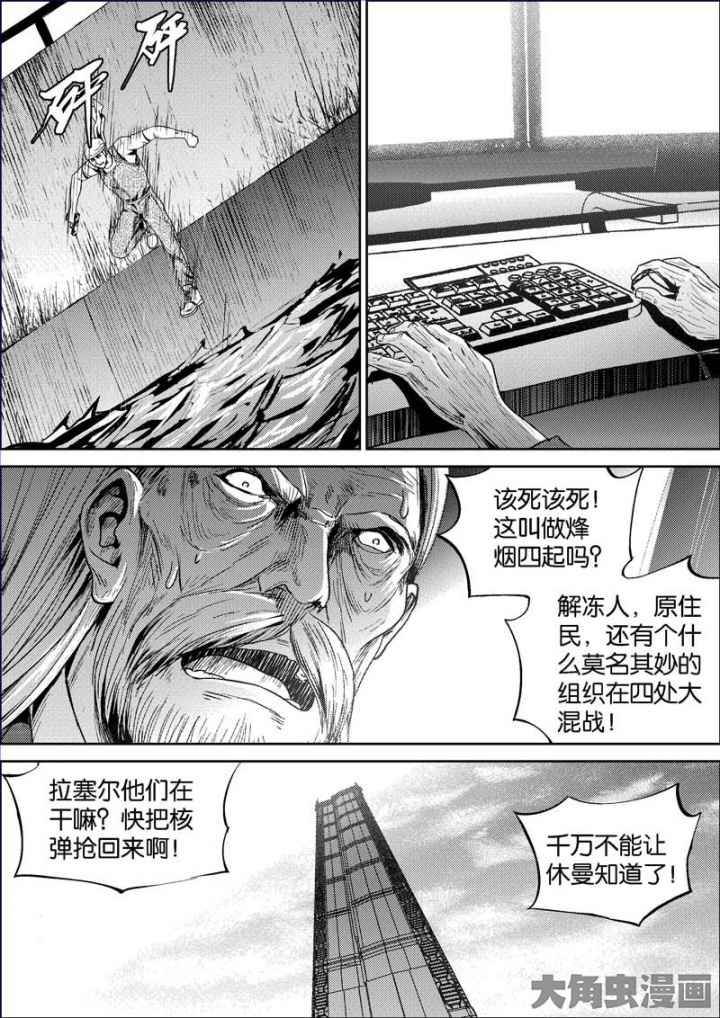 砰 砰
该死该死！
这叫做烽
烟四起吗？
解冻人，原住
民，还有个什
么莫名其妙的
组织在四处大
混战！
拉塞尔他们在
干嘛？快把核
弹抢回来啊！
千万不能让
休曼知道了！
大角虫漫画